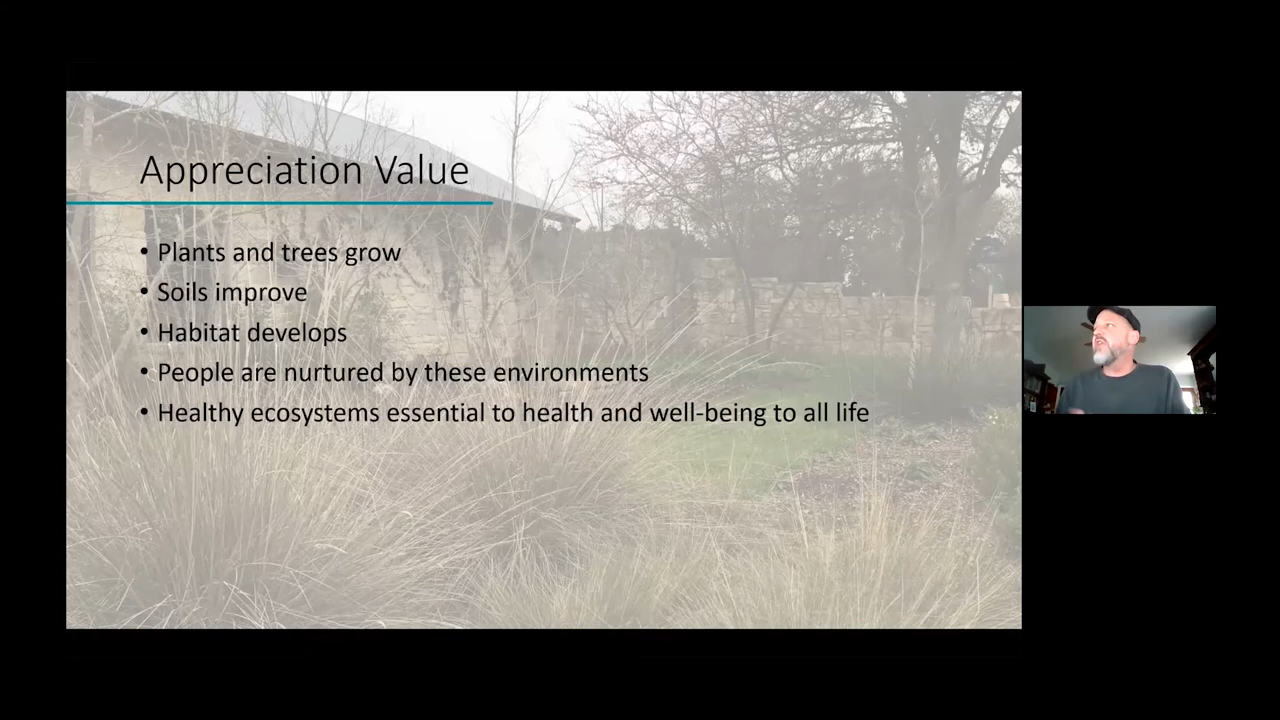 Appreciation Value
• Plants and trees grow
• Soils improve
• Habitat develops
• People are nurtured by these environments
• Healthy ecosystems essential to health and well-being to all life